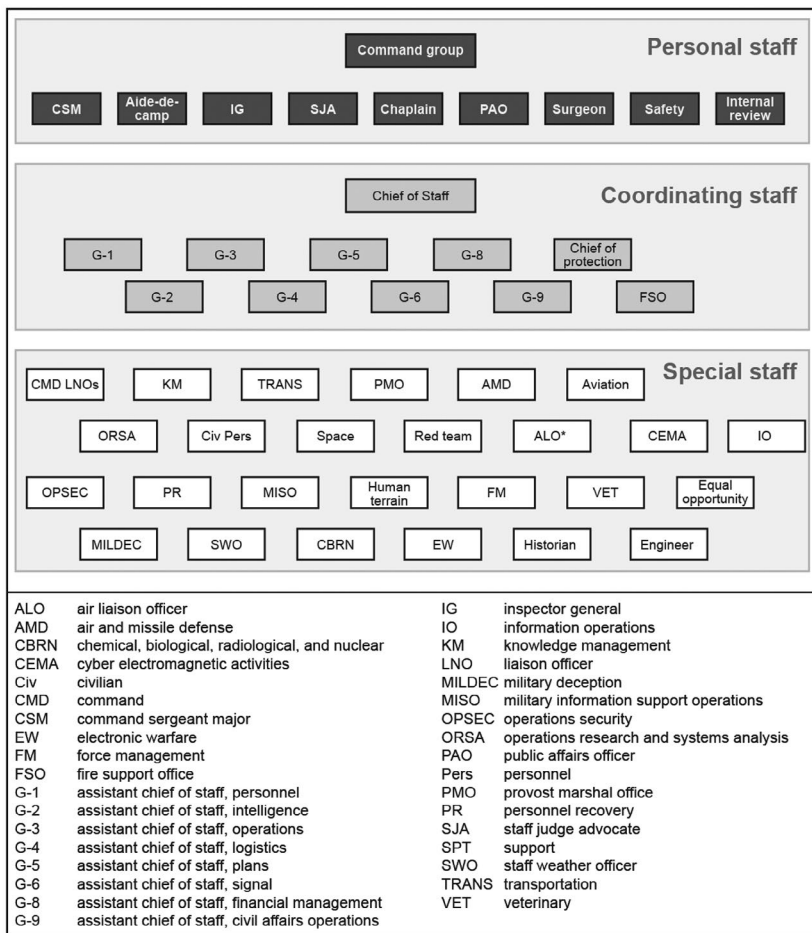 Personal staff
Command group
CSM
Aide-de-
camp
IG
SJA
Chaplain
PAO
Surgeon
Safety
Internal
review
Coordinating staff
Chief of Staff
G-1
G-3
G-5
G-8
Chief of
protection
G-2
G-4
G-6
G-9
FSO
Special staff
CMD LNOs
KM
TRANS
PMO
AMD
Aviation
ORSA
Civ Pers
Space
Red team
ALO*
CEMA
IO
OPSEC
PR
MISO
Human
terrain
FM
VET
Equal
opportunity
MILDEC
SWO
CBRN
EW
Historian
Engineer
ALO air liaison officer
AMD air and missile defense
CBRN chemical, biological, radiological, and nuclear
CEMA cyber electromagnetic activities
Civ civilian
CMD command
CSM command sergeant major
EW electronic warfare
FM force management
FSO fire support office
G-1 assistant chief of staff, personnel
G-2 assistant chief of staff, intelligence
G-3 assistant chief of staff, operations
G-4 assistant chief of staff, logistics
G-5 assistant chief of staff, plans
G-6 assistant chief of staff, signal
G-8 assistant chief of staff, financial management
G-9 assistant chief of staff, civil affairs operations
IG inspector general
IO information operations
KM knowledge management
LNO liaison officer
MILDEC military deception
MISO military information support operations
OPSEC operations security
ORSA operations research and systems analysis
PAO public affairs officer
Pers personnel
PMO provost marshal office
PR personnel recovery
SJA staff judge advocate
SPT support
SWO staff weather officer
TRANS transportation
VET veterinary